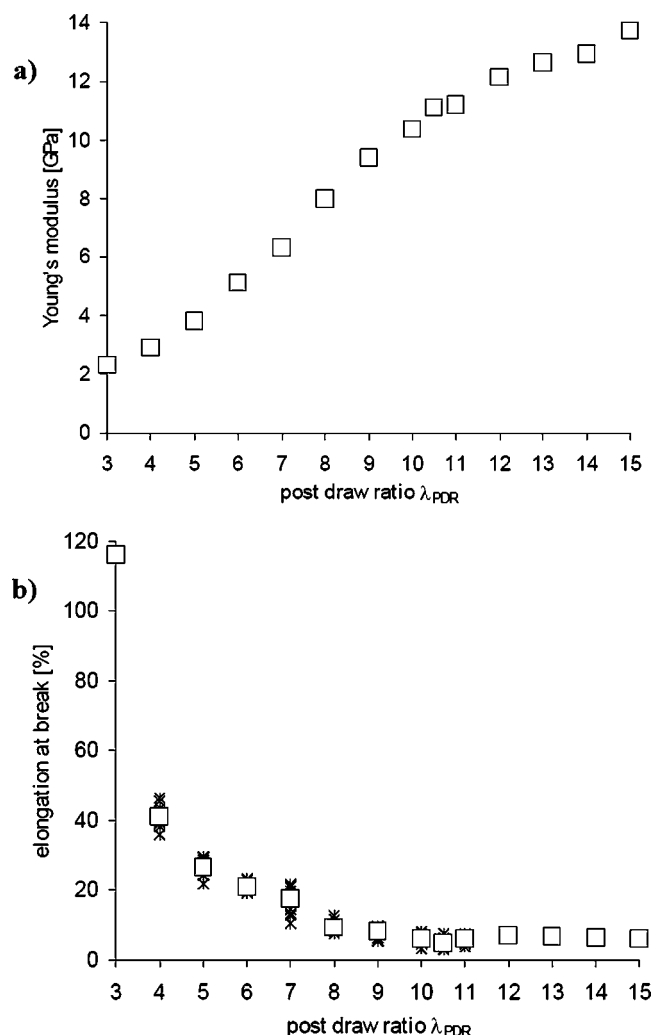 a)
Young's modulus [GPa]
14
12
10
8
6
4
2
0
3 4 5 6 7 8 9 10 11 12 13 14 15
post draw ratio λPDR
b)
elongation at break [%]
120
100
80
60
40
20
0
3 4 5 6 7 8 9 10 11 12 13 14 15
post draw ratio λPDR